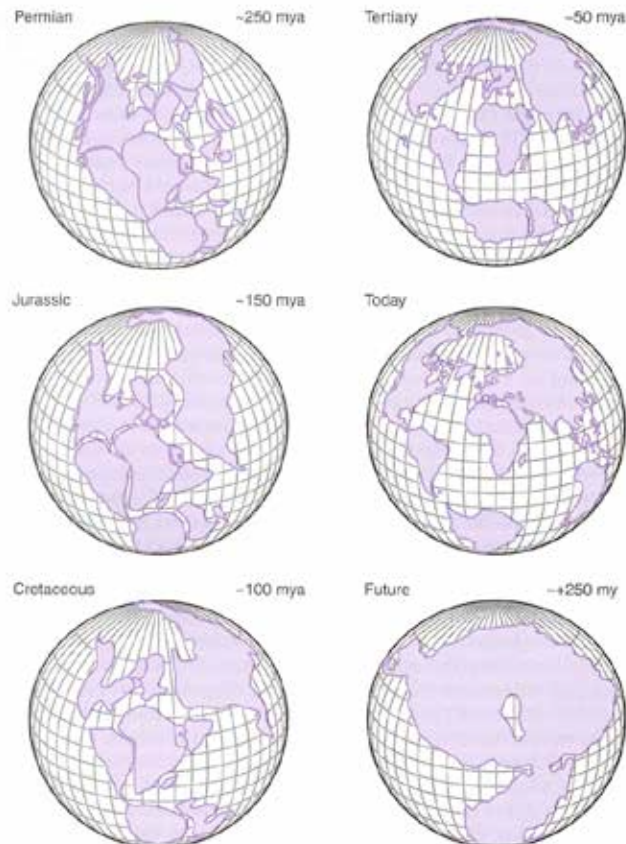 Permian ~250 mya
Tertiary ~50 mya
Jurassic ~150 mya
Today
Cretaceous ~100 mya
Future ~+250 my